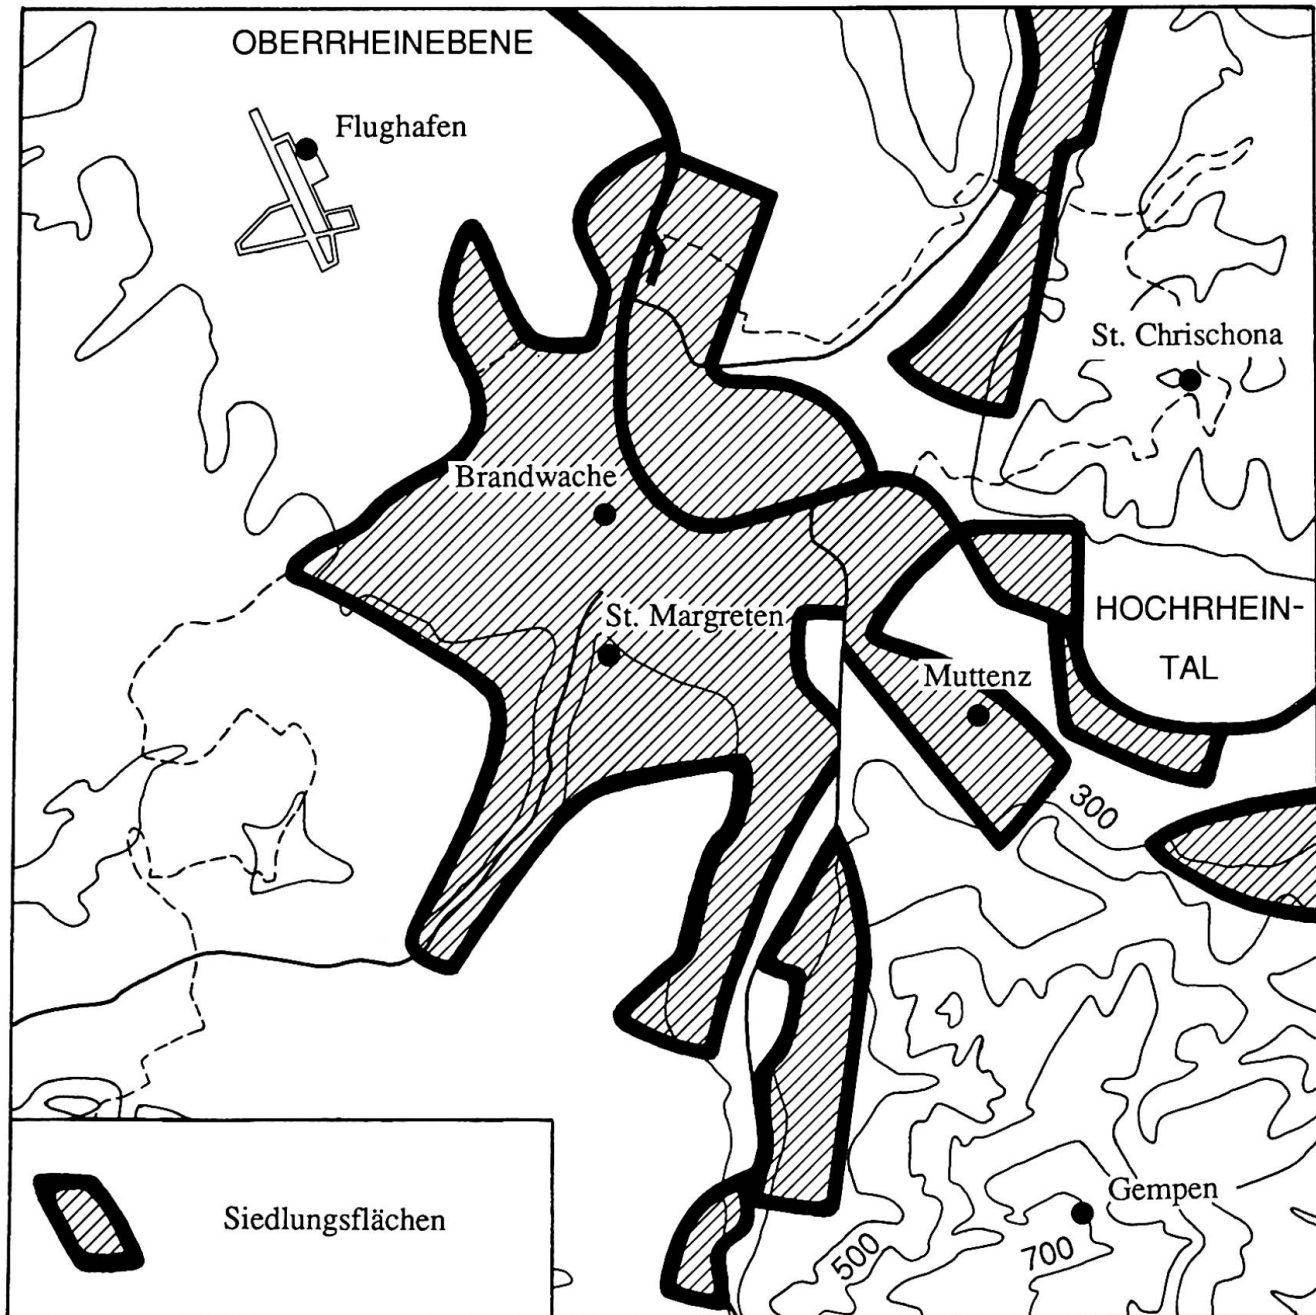 OBERRHEINEBENE
Flughafen
St. Chrischona
Brandwache
St. Margreten
HOCHRHEIN-
TAL
Muttenz
300
Gempen
700
500
Siedlungsflächen